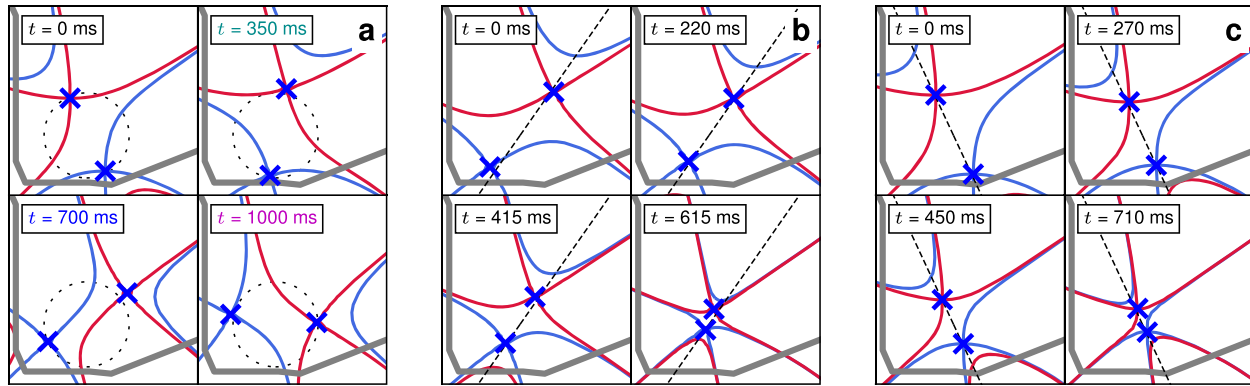 t = 0 ms
t = 350 ms
a
t = 700 ms
t = 1000 ms
t = 0 ms
t = 220 ms
b
t = 415 ms
t = 615 ms
t = 0 ms
t = 270 ms
c
t = 450 ms
t = 710 ms